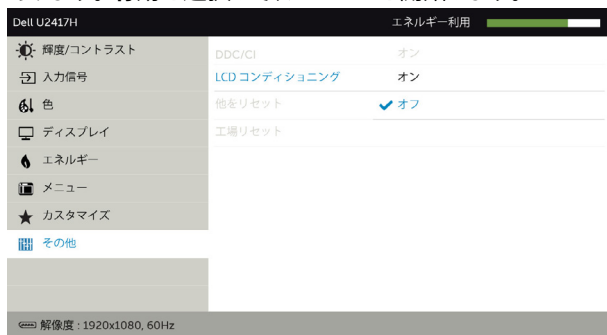 Dell U2417H エネルギー利用
輝度/コントラスト
DDC/CI オン
入力信号
LCD コンディショニング オン
色
他をリセット オフ
ディスプレイ
工場リセット
エネルギー
メニュー
カスタマイズ
その他
解像度 : 1920x1080, 60Hz